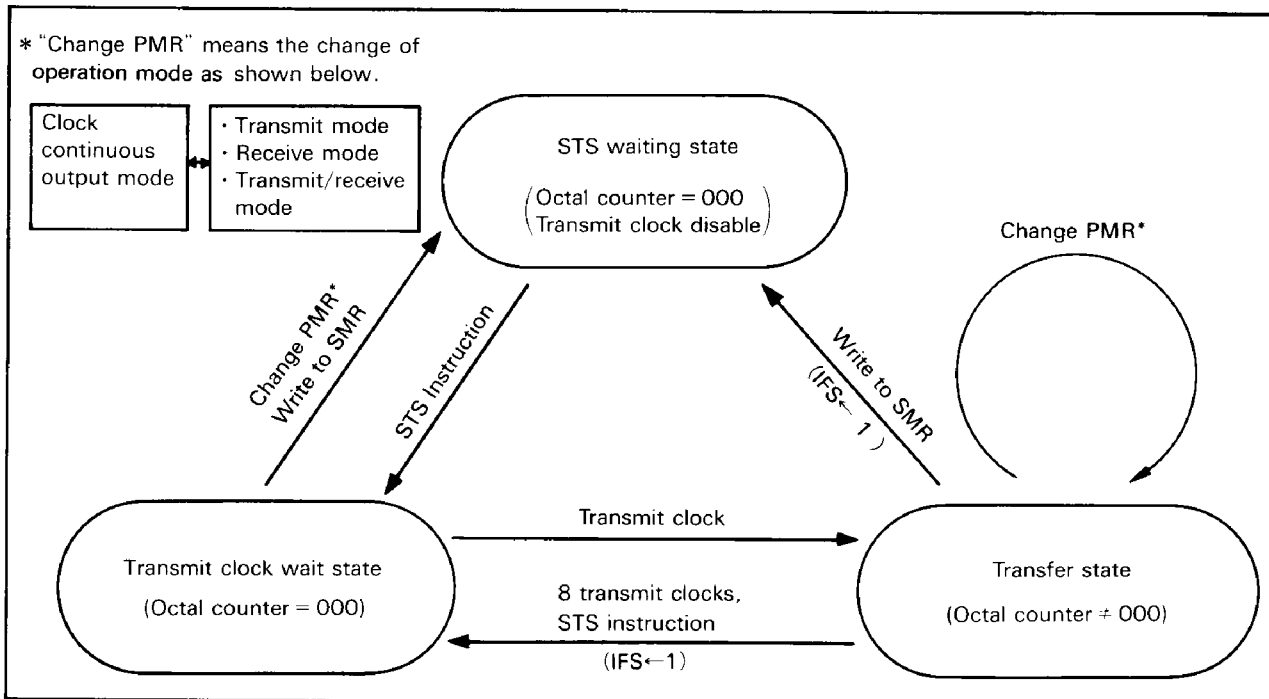 * "Change PMR" means the change of
operation mode as shown below.
Clock
continuous
output mode
· Transmit mode
· Receive mode
· Transmit/receive
mode
STS waiting state
(Octal counter = 000
Transmit clock disable)
Change PMR*
Change PMR*
Write to SMR
STS Instruction
Write to SMR
(IFS← 1 )
Transmit clock wait state
(Octal counter = 000)
Transmit clock
8 transmit clocks,
STS instruction
(IFS←1)
Transfer state
(Octal counter ≠ 000)